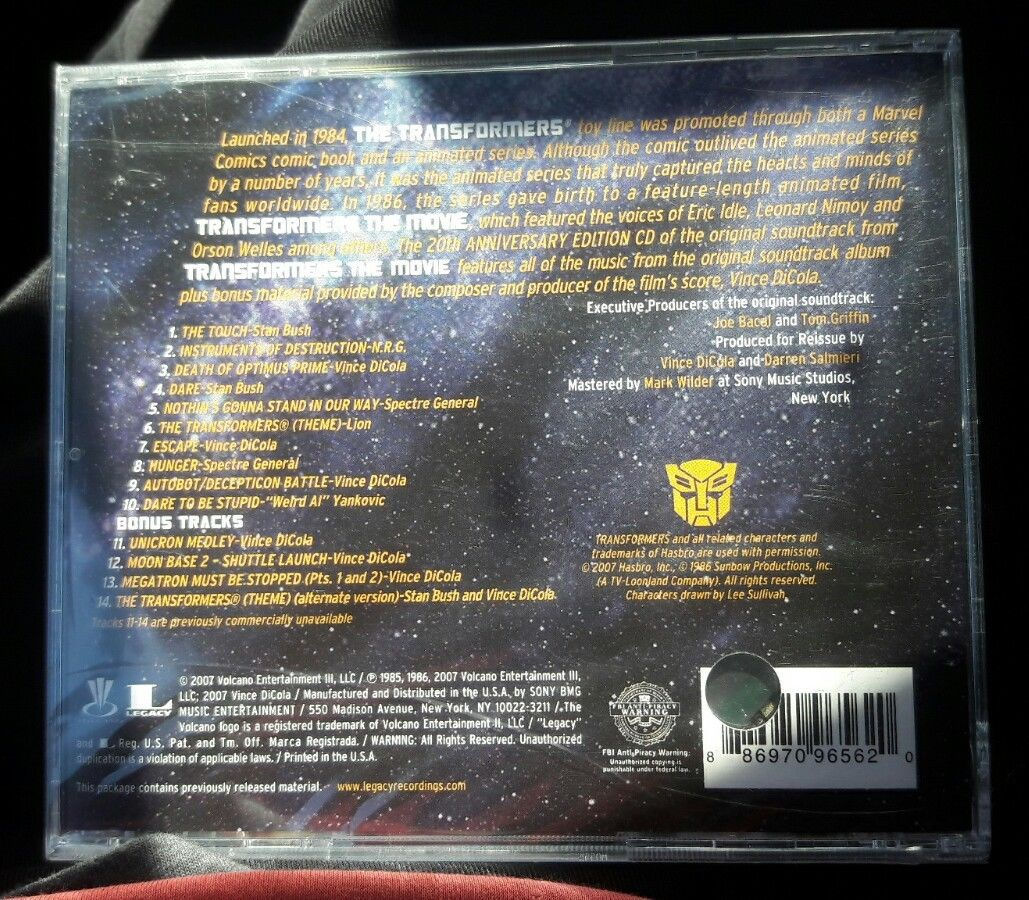 Launched in 1984, THE TRANSFORMERS® toy line was promoted through both a Marvel
Comics comic book and an animated series. Although the comic outlived the animated series
by a number of years, it was the animated series that truly captured the hearts and minds of
fans worldwide. In 1986, the series gave birth to a feature-length animated film,
TRANSFORMERS THE MOVIE, which featured the voices of Eric Idle, Leonard Nimoy and
Orson Welles among others. The 20TH ANNIVERSARY EDITION CD of the original soundtrack from
TRANSFORMERS THE MOVIE features all of the music from the original soundtrack album
plus bonus material provided by the composer and producer of the film's score, Vince DiCola.
Executive Producers of the original soundtrack:
Joe Bacal and Tom Griffin
Produced for Reissue by
Vince DiCola and Darren Salmieri
Mastered by Mark Wilder at Sony Music Studios,
New York
1. THE TOUCH-Stan Bush
2. INSTRUMENTS OF DESTRUCTION-N.R.G.
3. DEATH OF OPTIMUS PRIME-Vince DiCola
4. DARE-Stan Bush
5. NOTHIN'S GONNA STAND IN OUR WAY-Spectre General
6. THE TRANSFORMERS® (THEME)-Lion
7. ESCAPE-Vince DiCola
8. HUNGER-Spectre General
9. AUTOBOT/DECEPTICON BATTLE-Vince DiCola
10. DARE TO BE STUPID-"Weird Al" Yankovic
BONUS TRACKS
11. UNICRON MEDLEY-Vince DiCola
12. MOON BASE 2 - SHUTTLE LAUNCH-Vince DiCola
13. MEGATRON MUST BE STOPPED (Pts. 1 and 2)-Vince DiCola
14. THE TRANSFORMERS® (THEME) (alternate version)-Stan Bush and Vince DiCola.
Tracks 11-14 are previously commercially unavailable
TRANSFORMERS and all related characters and
trademarks of Hasbro are used with permission.
© 2007 Hasbro, Inc., © 1986 Sunbow Productions, Inc.
(A TV-Loonland Company). All rights reserved.
Characters drawn by Lee Sullivan
© 2007 Volcano Entertainment III, LLC / ℗ 1985, 1986, 2007 Volcano Entertainment III,
LLC; 2007 Vince DiCola / Manufactured and Distributed in the U.S.A. by SONY BMG
MUSIC ENTERTAINMENT / 550 Madison Avenue, New York, NY 10022-3211 / The
Volcano logo is a registered trademark of Volcano Entertainment II, LLC / "Legacy"
and L Reg. U.S. Pat. and Tm. Off. Marca Registrada. / WARNING: All Rights Reserved. Unauthorized
duplication is a violation of applicable laws. / Printed in the U.S.A.
LEGACY
This package contains previously released material. www.legacyrecordings.com
FBI ANTI-PIRACY
WARNING
FBI Anti-Piracy Warning:
Unauthorized copying is
punishable under federal law.
8 86970 96562 0